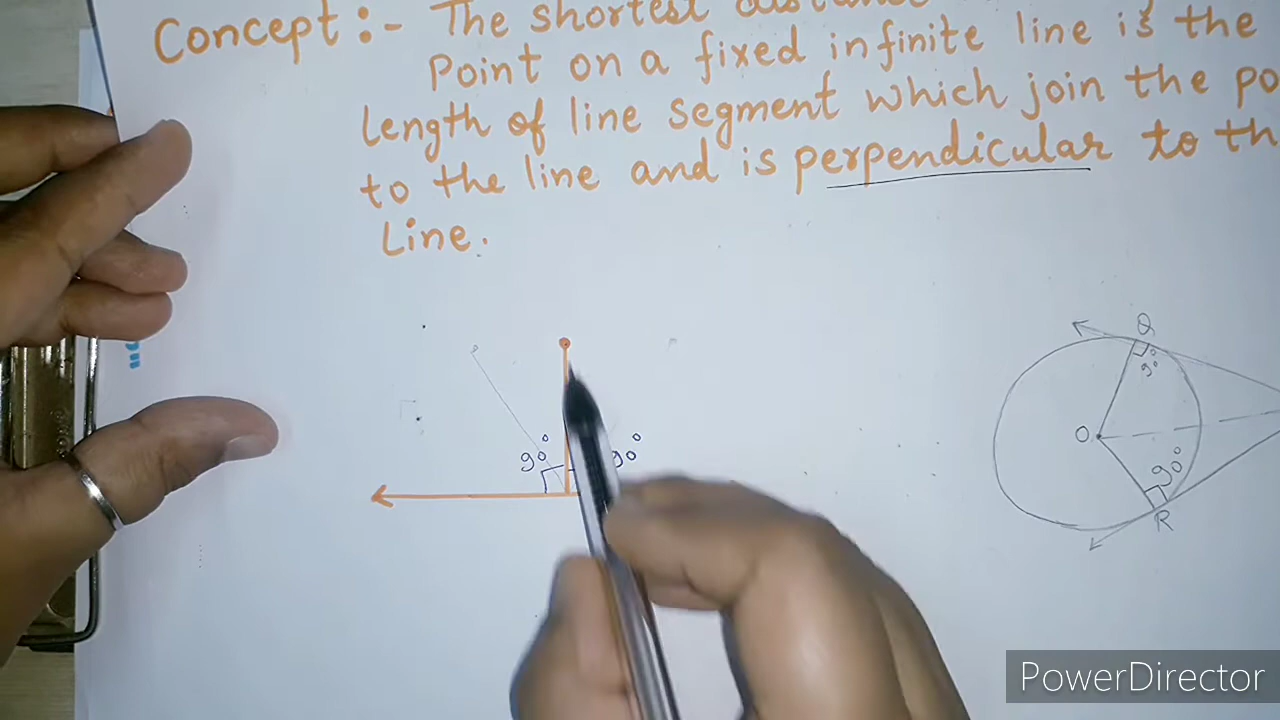 Concept :- The shortest distance
Point on a fixed infinite line is the
length of line segment which join the po
to the line and is perpendicular to th
Line.
90°
90°
Q
90°
O
90°
R
PowerDirector